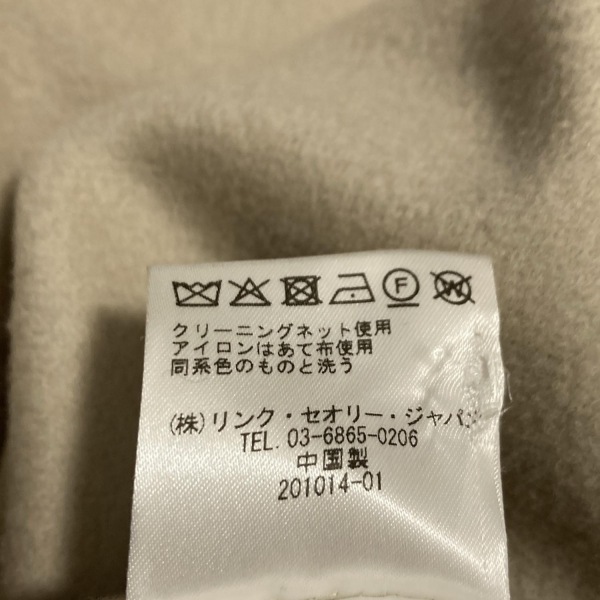 F W
クリーニングネット使用
アイロンはあて布使用
同系色のものと洗う
(株)リンク・セオリー・ジャパン
TEL. 03-6865-0206
中国製
201014-01